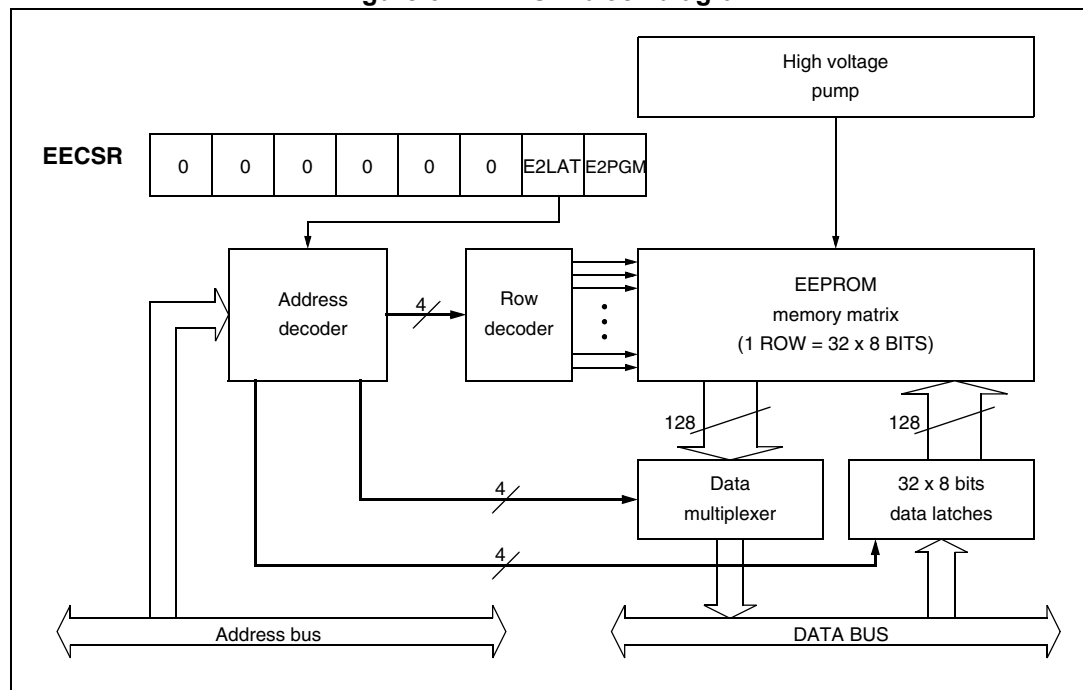 High voltage
pump
EECSR
0 0 0 0 0 0 E2LAT E2PGM
Address
decoder
4
Row
decoder
EEPROM
memory matrix
(1 ROW = 32 x 8 BITS)
128
128
4
Data
multiplexer
32 x 8 bits
data latches
4
Address bus
DATA BUS